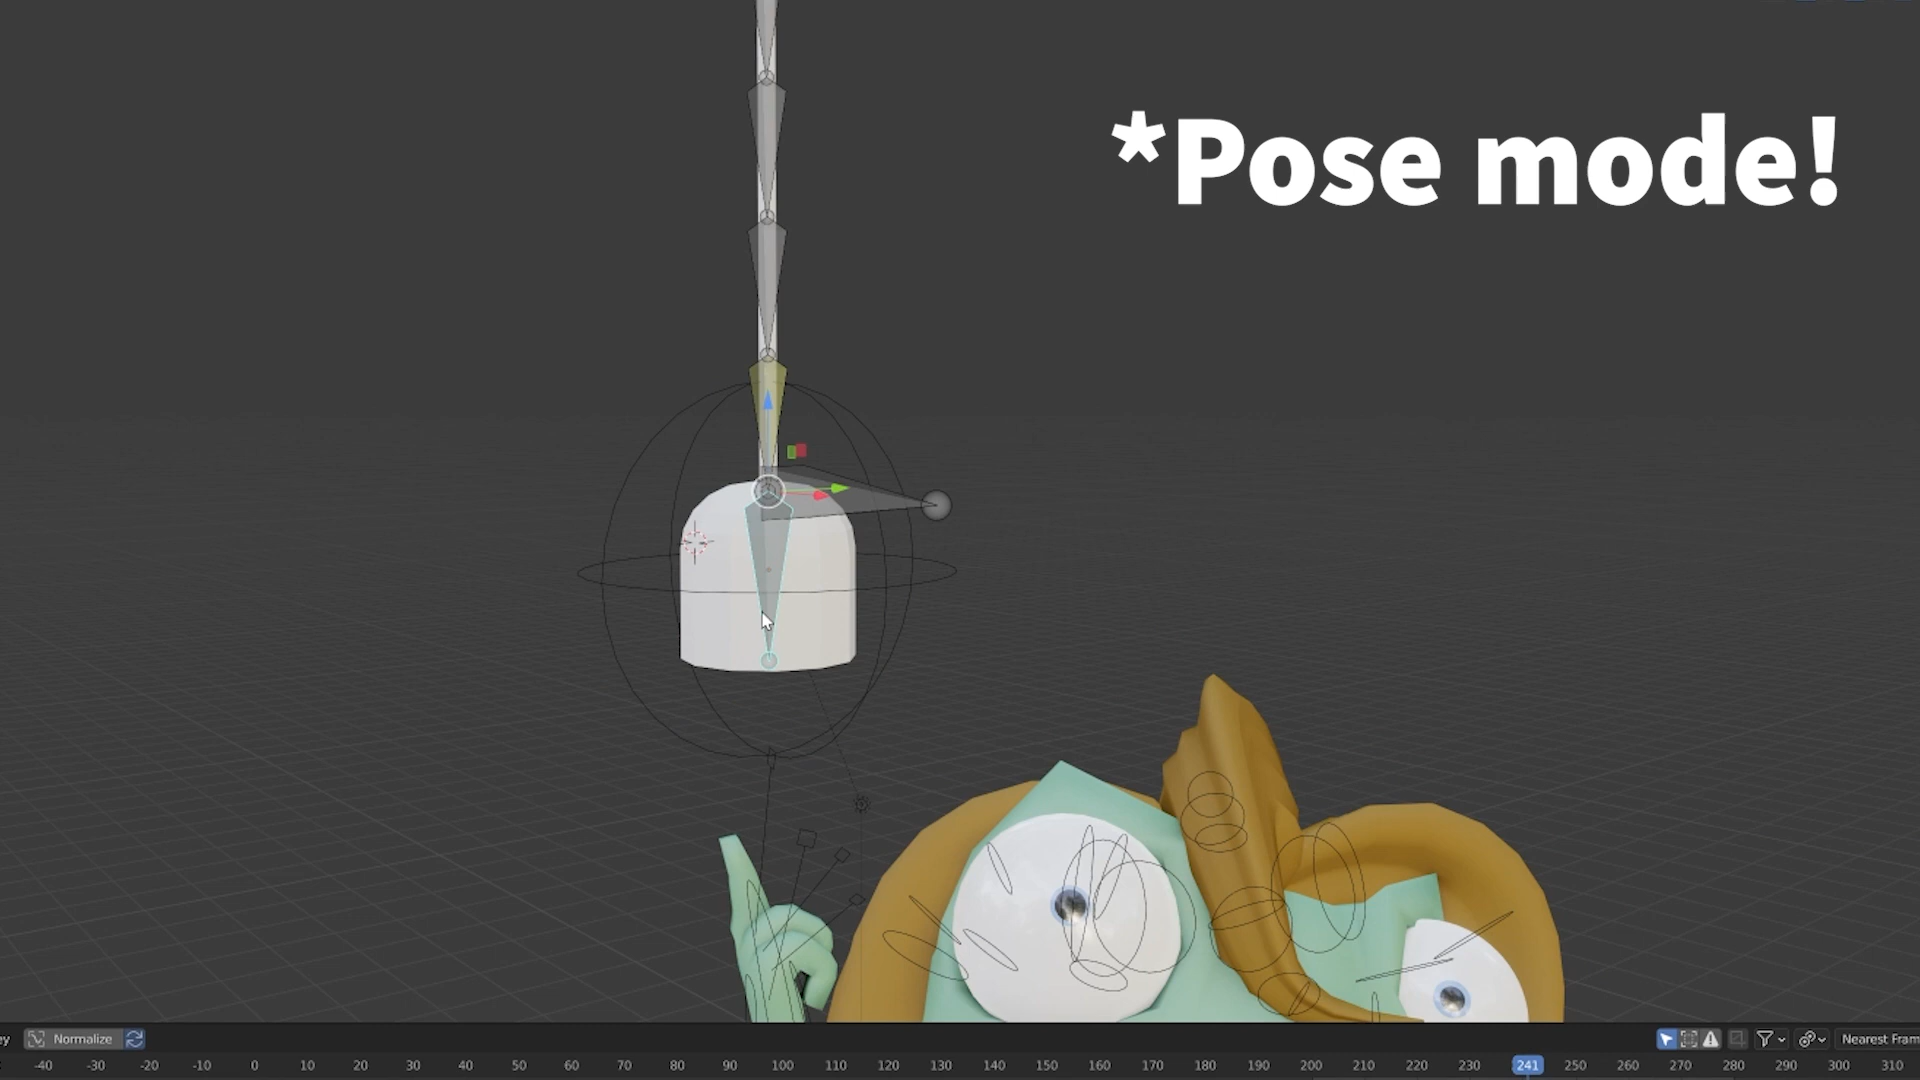 *Pose mode!
ey Normalize Nearest Fram
-40 -30 -20 -10 0 10 20 30 40 50 60 70 80 90 100 110 120 130 140 150 160 170 180 190 200 210 220 230 241 250 260 270 280 290 300 310